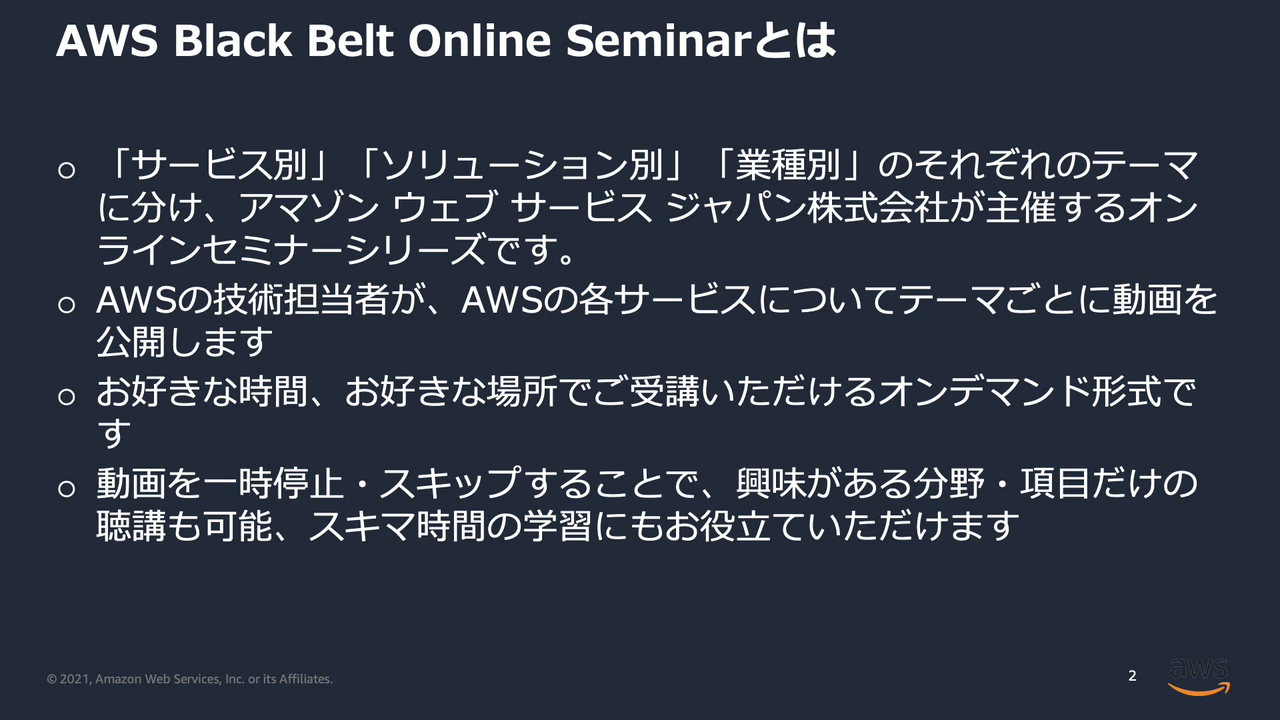 AWS Black Belt Online Seminarとは
○ 「サービス別」「ソリューション別」「業種別」のそれぞれのテーマ
に分け、アマゾン ウェブ サービス ジャパン株式会社が主催するオン
ラインセミナーシリーズです。
○ AWSの技術担当者が、AWSの各サービスについてテーマごとに動画を
公開します
○ お好きな時間、お好きな場所でご受講いただけるオンデマンド形式で
す
○ 動画を一時停止・スキップすることで、興味がある分野・項目だけの
聴講も可能、スキマ時間の学習にもお役立ていただけます
© 2021, Amazon Web Services, Inc. or its Affiliates.
2
aws